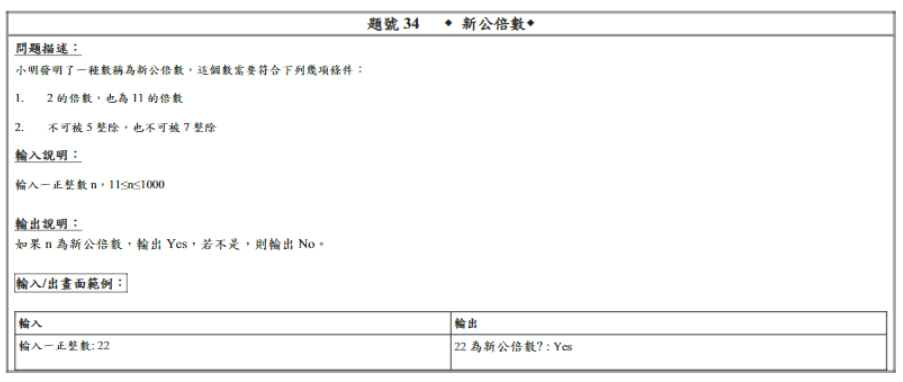 題號 34 ◆ 新公倍數◆
問題描述：
小明發明了一種數稱為新公倍數，這個數需要符合下列幾項條件：
1. 2 的倍數，也為 11 的倍數
2. 不可被 5 整除，也不可被 7 整除
輸入說明：
輸入一正整數 n，11≤n≤1000
輸出說明：
如果 n 為新公倍數，輸出 Yes，若不是，則輸出 No。
輸入/出畫面範例：
輸入 輸出
輸入一正整數: 22 22 為新公倍數? : Yes